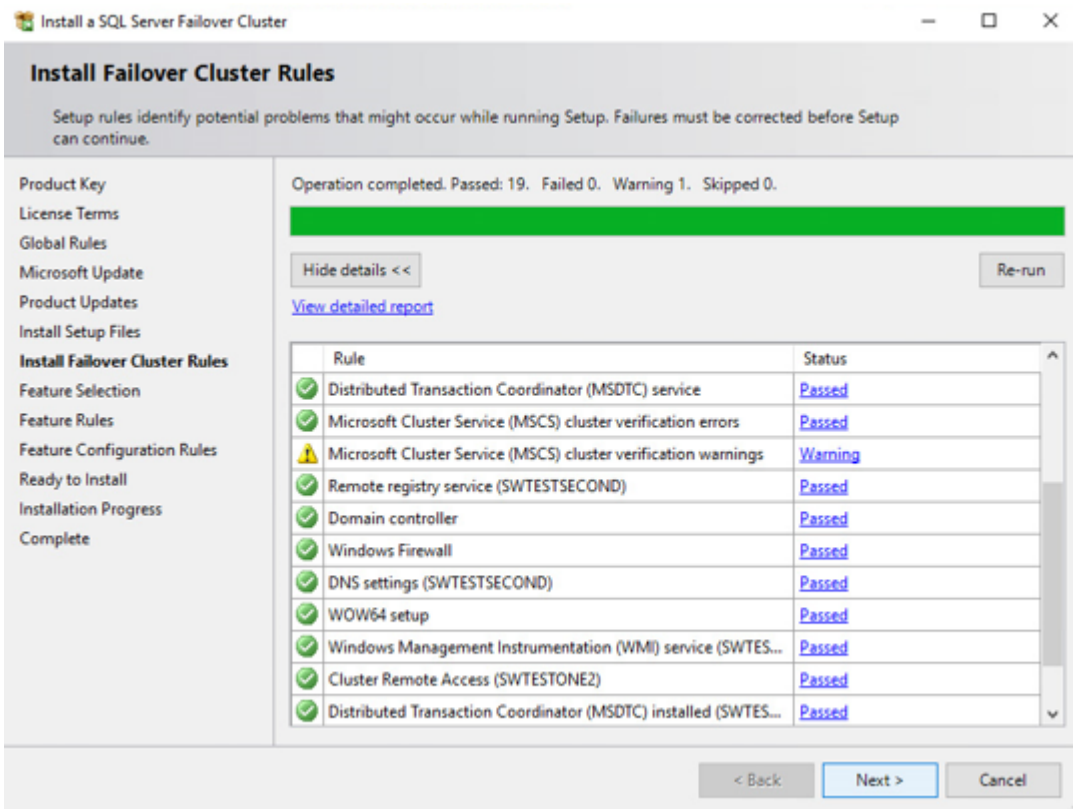 Install a SQL Server Failover Cluster
Install Failover Cluster Rules
Setup rules identify potential problems that might occur while running Setup. Failures must be corrected before Setup
can continue.
Product Key
License Terms
Global Rules
Microsoft Update
Product Updates
Install Setup Files
Install Failover Cluster Rules
Feature Selection
Feature Rules
Feature Configuration Rules
Ready to Install
Installation Progress
Complete
Operation completed. Passed: 19. Failed 0. Warning 1. Skipped 0.
Hide details << Re-run
View detailed report
Rule Status
Distributed Transaction Coordinator (MSDTC) service Passed
Microsoft Cluster Service (MSCS) cluster verification errors Passed
Microsoft Cluster Service (MSCS) cluster verification warnings Warning
Remote registry service (SWTESTSECOND) Passed
Domain controller Passed
Windows Firewall Passed
DNS settings (SWTESTSECOND) Passed
WOW64 setup Passed
Windows Management Instrumentation (WMI) service (SWTES... Passed
Cluster Remote Access (SWTESTONE2) Passed
Distributed Transaction Coordinator (MSDTC) installed (SWTES... Passed
< Back Next > Cancel